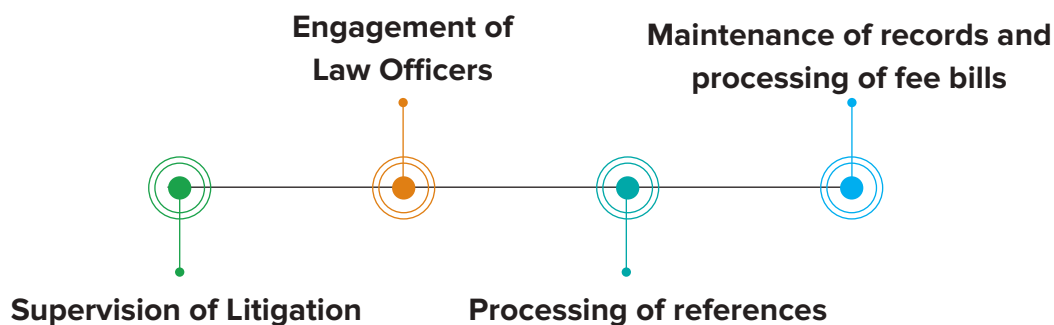 Engagement of
Law Officers
Maintenance of records and
processing of fee bills
Supervision of Litigation
Processing of references